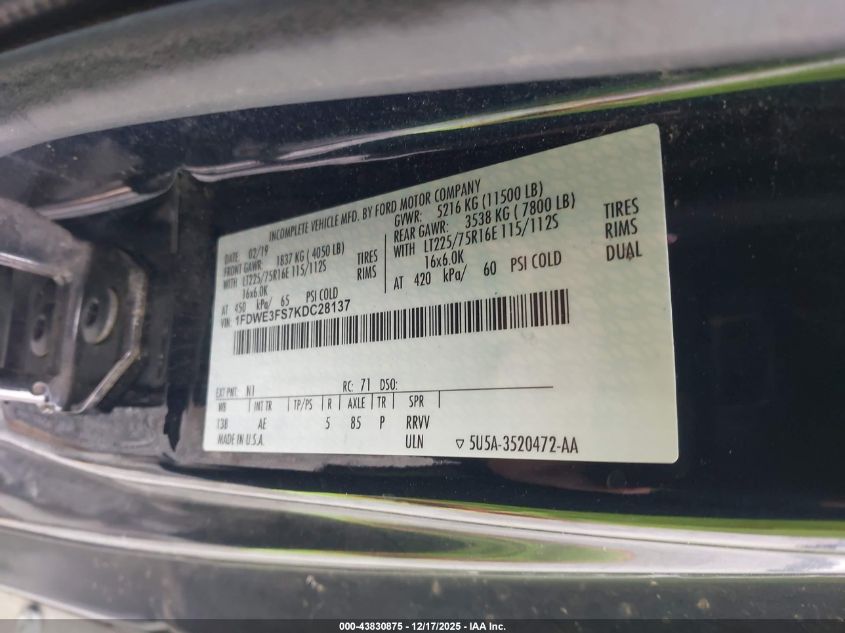 INCOMPLETE VEHICLE MFD. BY FORD MOTOR COMPANY
DATE: 02/19 GVWR: 5216 KG (11500 LB)
FRONT GAWR: 1837 KG ( 4050 LB) REAR GAWR: 3538 KG ( 7800 LB)
WITH LT225/75R16E 115/112S TIRES WITH LT225/75R16E 115/112S TIRES
16x6.0K RIMS 16x6.0K RIMS
AT 450 kPa/ 65 PSI COLD AT 420 kPa/ 60 PSI COLD DUAL
VIN: 1FDWE3FS7KDC28137
EXT PNT: N1 RC: 71 DSO:
WB INT TR TP/PS R AXLE TR SPR
138 AE 5 85 P RRVV
MADE IN U.S.A. ULN ▽ 5U5A-3520472-AA
000-43830875 - 12/17/2025 - IAA Inc.